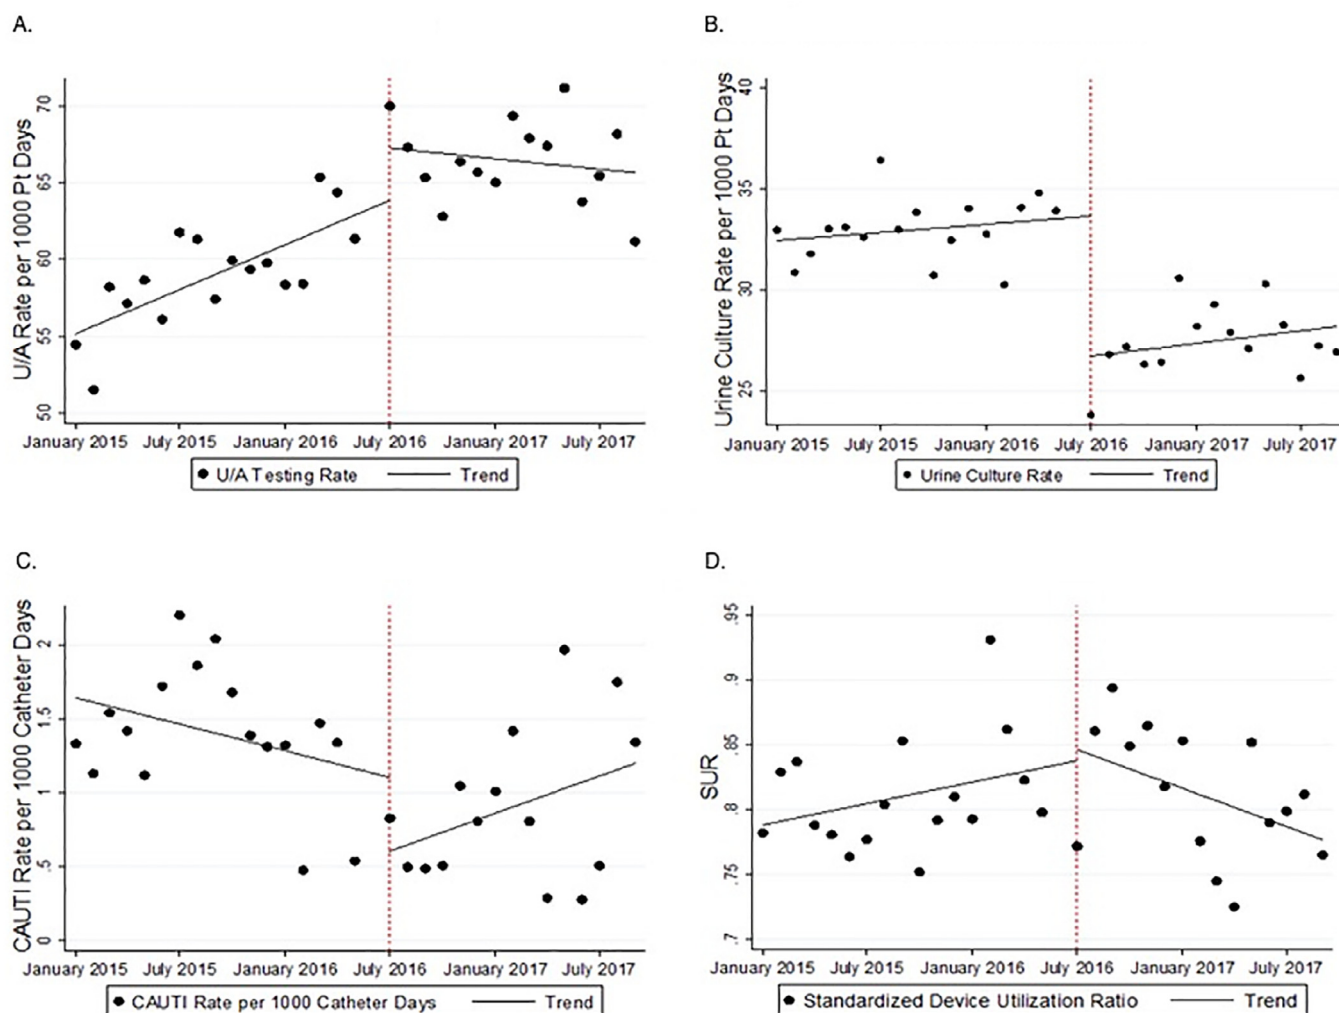 A.
U/A Rate per 1000 Pt Days
70
65
60
55
50
January 2015 July 2015 January 2016 July 2016 January 2017 July 2017
U/A Testing Rate Trend
B.
Urine Culture Rate per 1000 Pt Days
40
35
30
25
January 2015 July 2015 January 2016 July 2016 January 2017 July 2017
Urine Culture Rate Trend
C.
CAUTI Rate per 1000 Catheter Days
2
1.5
1
.5
0
January 2015 July 2015 January 2016 July 2016 January 2017 July 2017
CAUTI Rate per 1000 Catheter Days Trend
D.
SUR
.95
.9
.85
.8
.75
.7
January 2015 July 2015 January 2016 July 2016 January 2017 July 2017
Standardized Device Utilization Ratio Trend